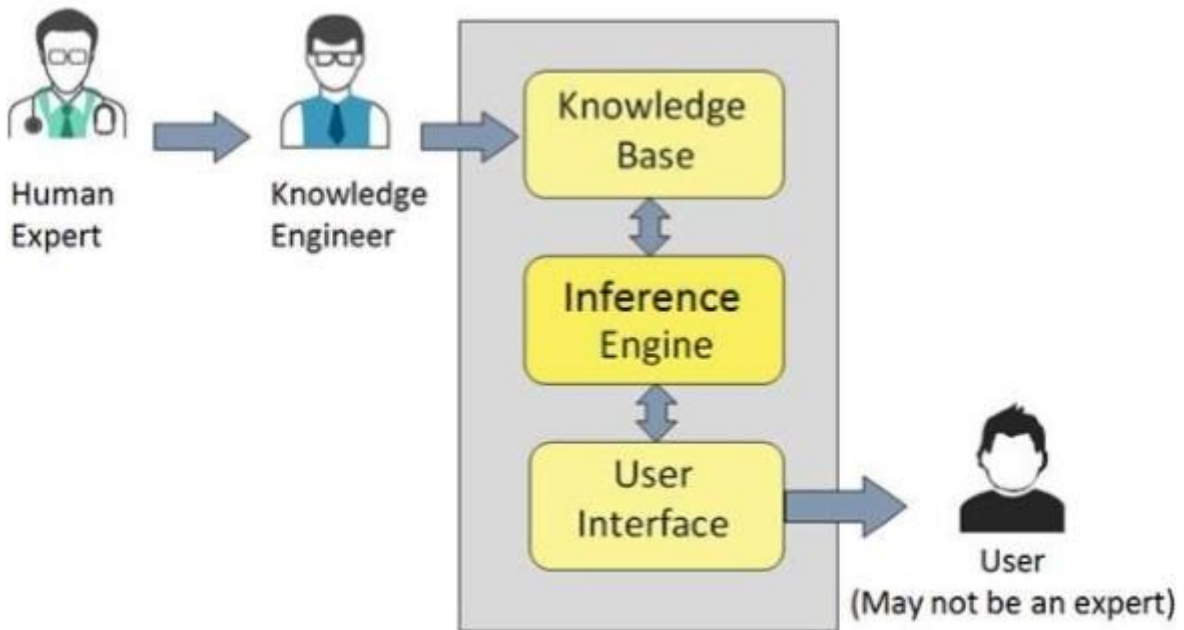 Human
Expert
Knowledge
Engineer
Knowledge
Base
Inference
Engine
User
Interface
User
(May not be an expert)